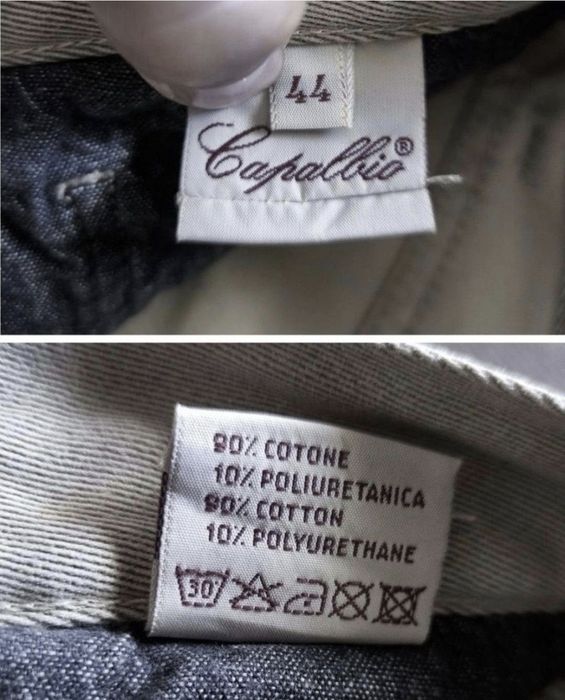 44
Capalbio®
90% COTONE
10% POLIURETANICA
90% COTTON
10% POLYURETHANE
30